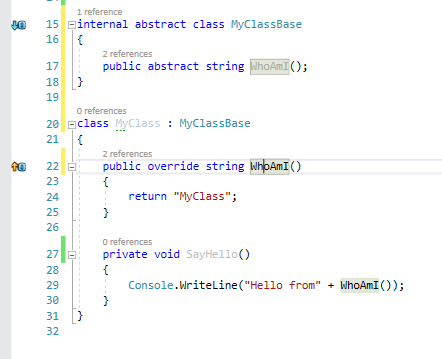 1 reference
15 internal abstract class MyClassBase
16 {
2 references
17 public abstract string WhoAmI();
18 }
19
0 references
20 class MyClass : MyClassBase
21 {
2 references
22 public override string WhoAmI()
23 {
24 return "MyClass";
25 }
26
0 references
27 private void SayHello()
28 {
29 Console.WriteLine("Hello from" + WhoAmI());
30 }
31 }
32